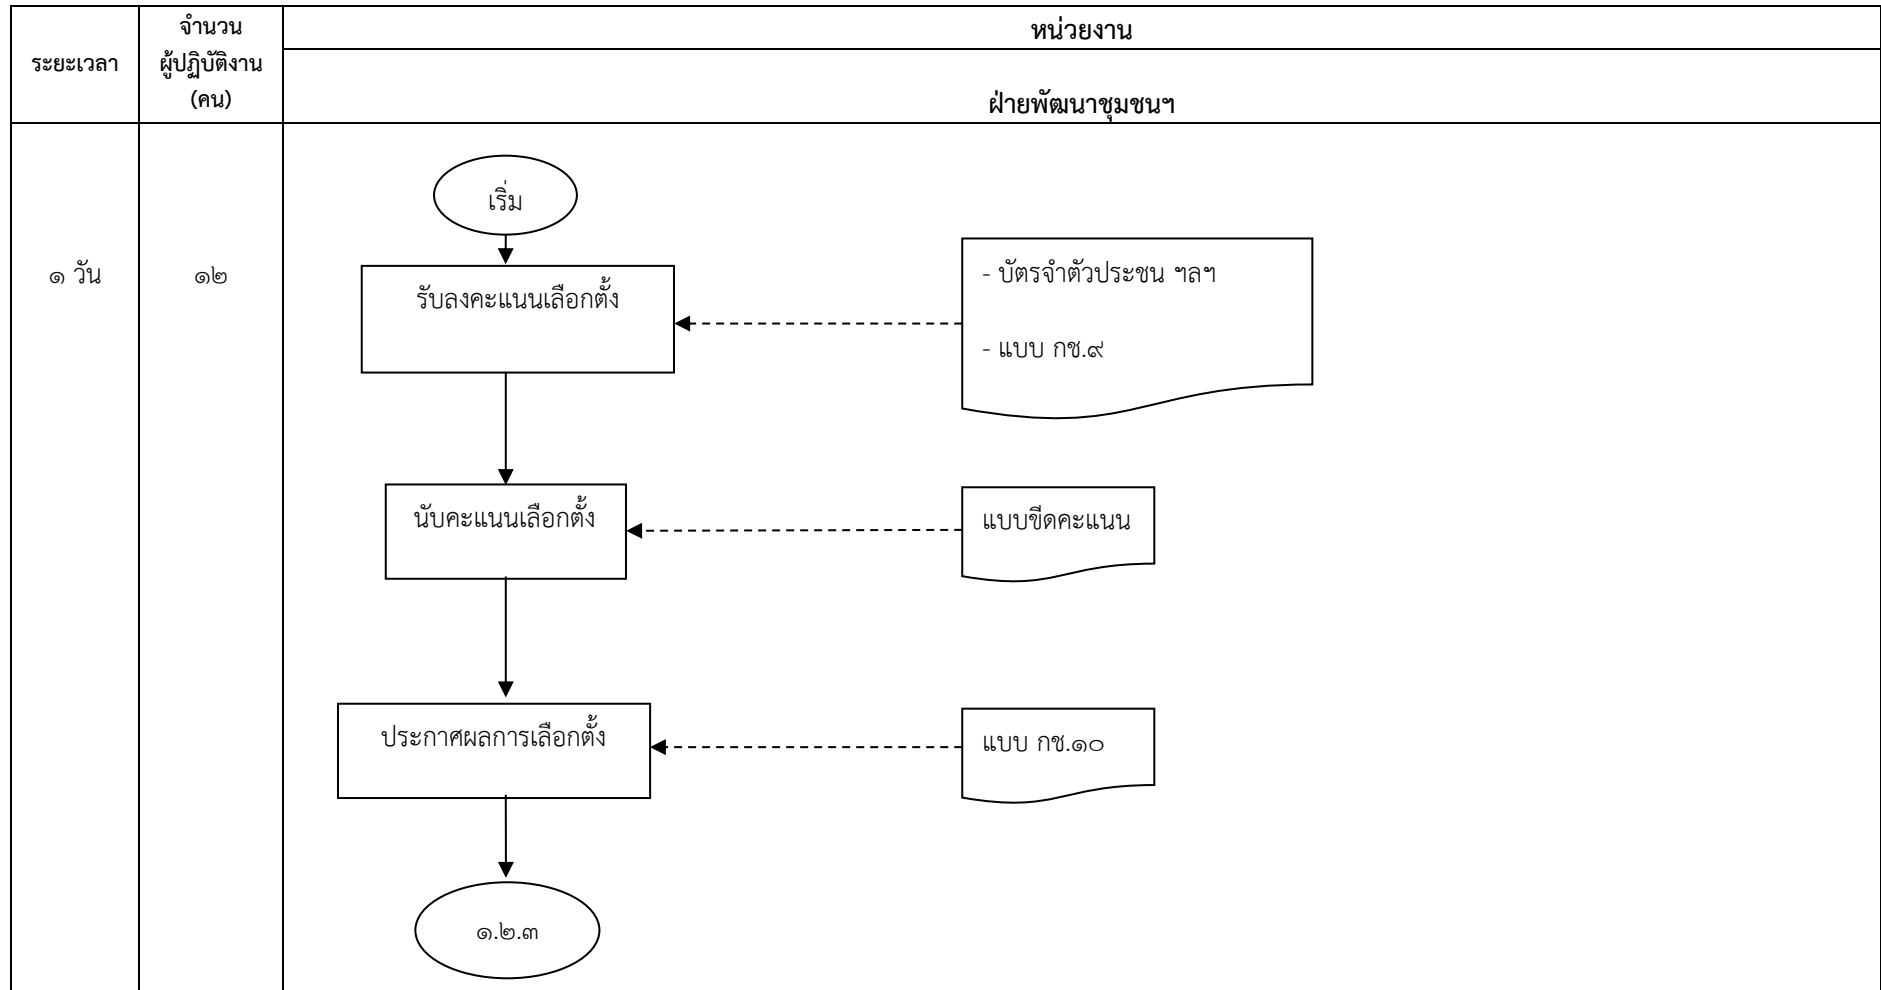 ระยะเวลา
จำนวน
ผู้ปฏิบัติงาน
(คน)
หน่วยงาน
ฝ่ายพัฒนาชุมชนฯ
๑ วัน
๑๒
เริ่ม
รับลงคะแนนเลือกตั้ง
- บัตรจำตัวประชน ฯลฯ
- แบบ กช.๙
นับคะแนนเลือกตั้ง
แบบขีดคะแนน
ประกาศผลการเลือกตั้ง
แบบ กช.๑๐
๑.๒.๓